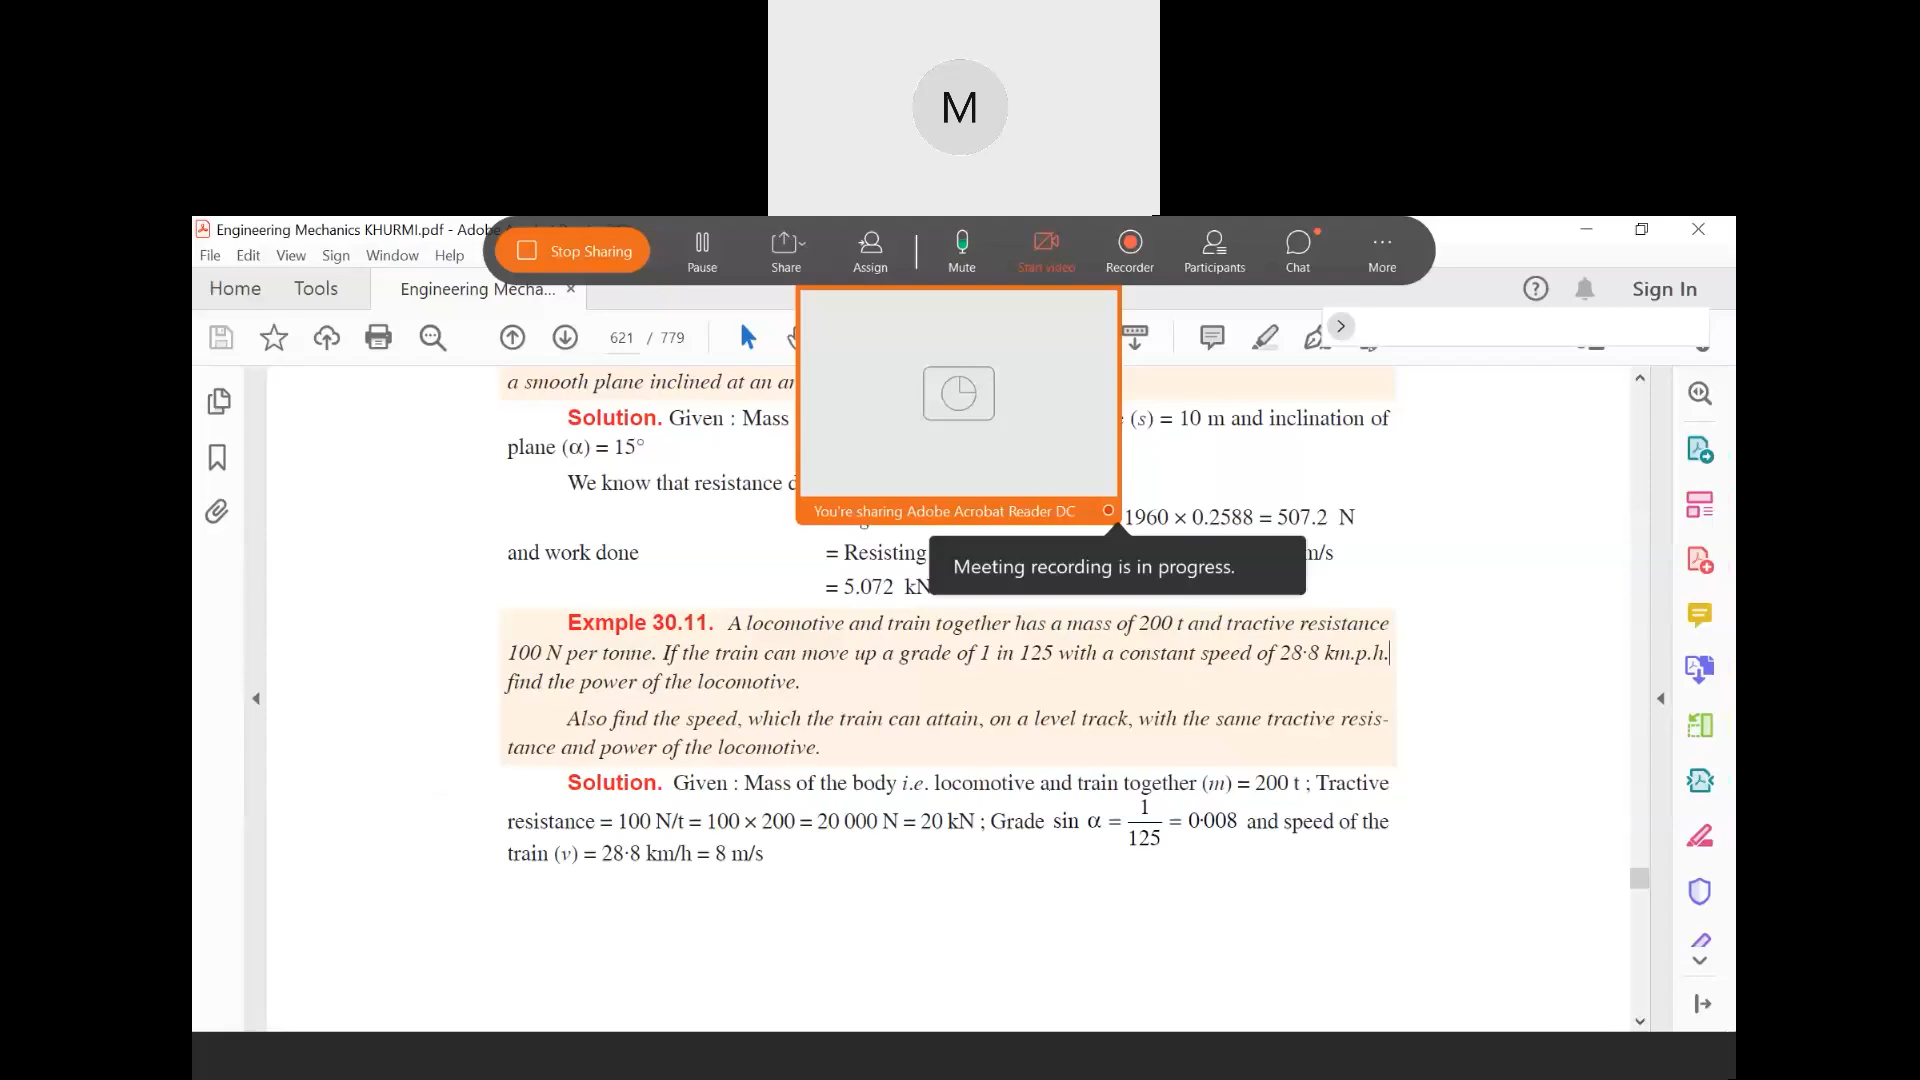 M
Engineering Mechanics KHURMI.pdf - Adobe
File Edit View Window Help
Stop Sharing
Pause Share Assign Mute Start video Recorder Participants Chat More
Home Tools Engineering Mecha... × Sign In
621 / 779
You're sharing Adobe Acrobat Reader DC
Meeting recording is in progress.
a smooth plane inclined at an
Solution. Given : Mass (s) = 10 m and inclination of
plane (α) = 15°
We know that resistance
1960 × 0.2588 = 507.2 N
and work done = Resisting m/s
= 5.072 kN
Exmple 30.11. A locomotive and train together has a mass of 200 t and tractive resistance
100 N per tonne. If the train can move up a grade of 1 in 125 with a constant speed of 28·8 km.p.h.
find the power of the locomotive.
Also find the speed, which the train can attain, on a level track, with the same tractive resis-
tance and power of the locomotive.
Solution. Given : Mass of the body i.e. locomotive and train together (m) = 200 t ; Tractive
resistance = 100 N/t = 100 × 200 = 20 000 N = 20 kN ; Grade sin α = 1/125 = 0·008 and speed of the
train (v) = 28·8 km/h = 8 m/s